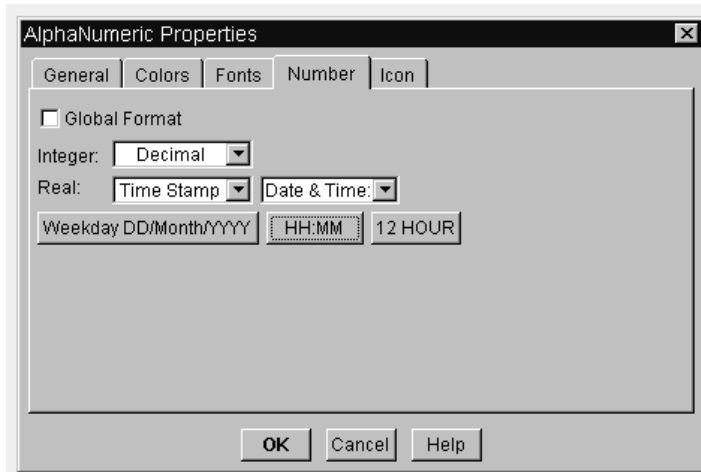 AlphaNumeric Properties
General Colors Fonts Number Icon
Global Format
Integer: Decimal
Real: Time Stamp Date & Time:
Weekday DD/Month/YYYY HH:MM 12 HOUR
OK Cancel Help